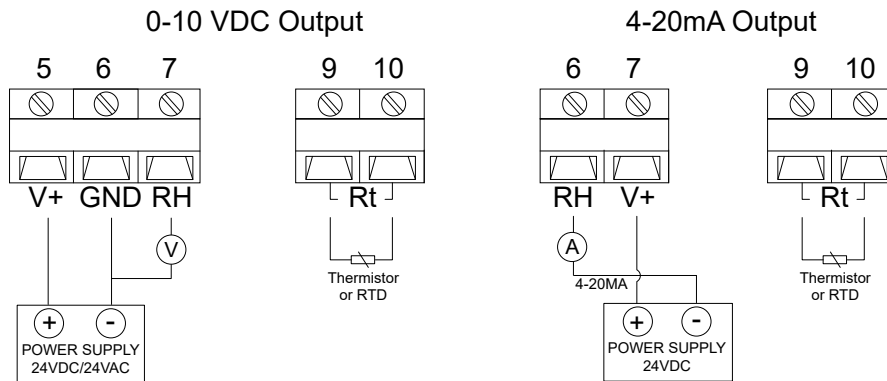 0-10 VDC Output
4-20mA Output
5 6 7
9 10
6 7
9 10
V+ GND RH
Rt
RH V+
Rt
V
A
Thermistor
or RTD
4-20MA
Thermistor
or RTD
+ -
POWER SUPPLY
24VDC/24VAC
+ -
POWER SUPPLY
24VDC